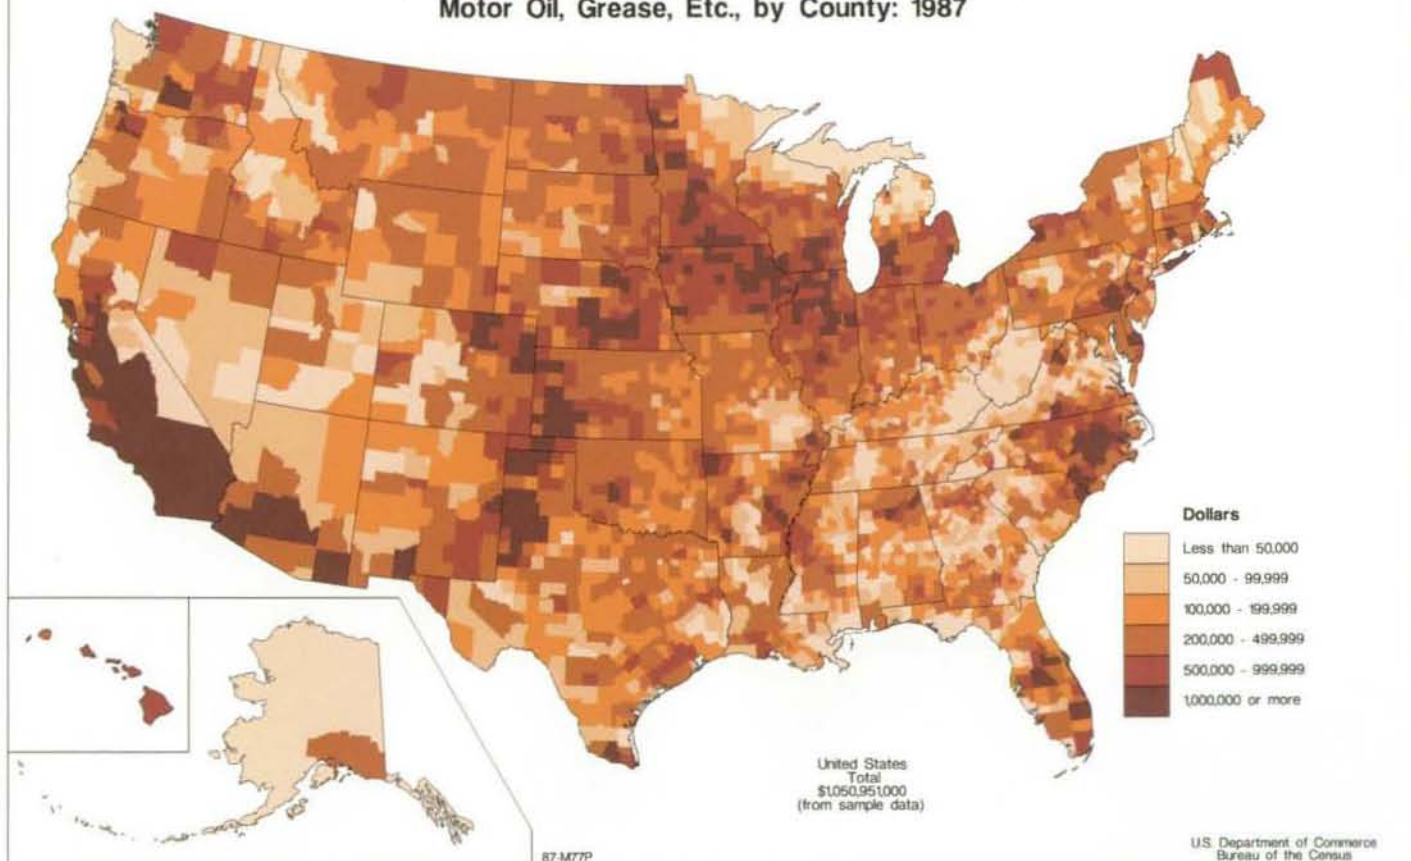 Motor Oil, Grease, Etc., by County: 1987
Dollars
Less than 50,000
50,000 - 99,999
100,000 - 199,999
200,000 - 499,999
500,000 - 999,999
1,000,000 or more
United States
Total
$1,050,951,000
(from sample data)
87-M77P
U.S. Department of Commerce
Bureau of the Census